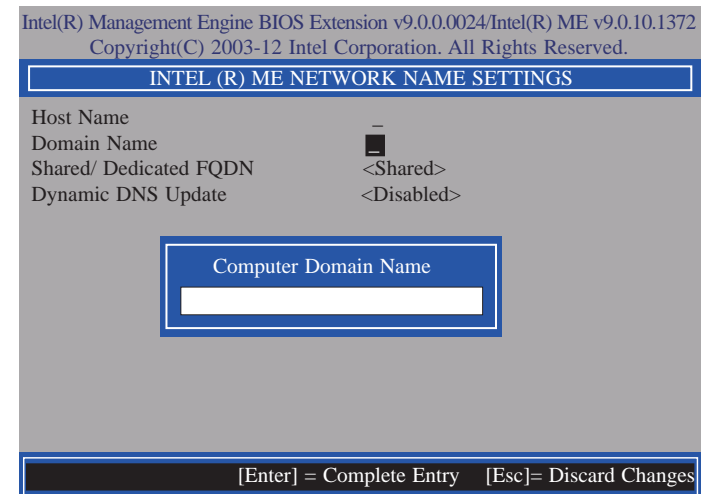 Intel(R) Management Engine BIOS Extension v9.0.0.0024/Intel(R) ME v9.0.10.1372
Copyright(C) 2003-12 Intel Corporation. All Rights Reserved.
INTEL (R) ME NETWORK NAME SETTINGS
Host Name _
Domain Name _
Shared/ Dedicated FQDN <Shared>
Dynamic DNS Update <Disabled>
Computer Domain Name
[Enter] = Complete Entry [Esc]= Discard Changes